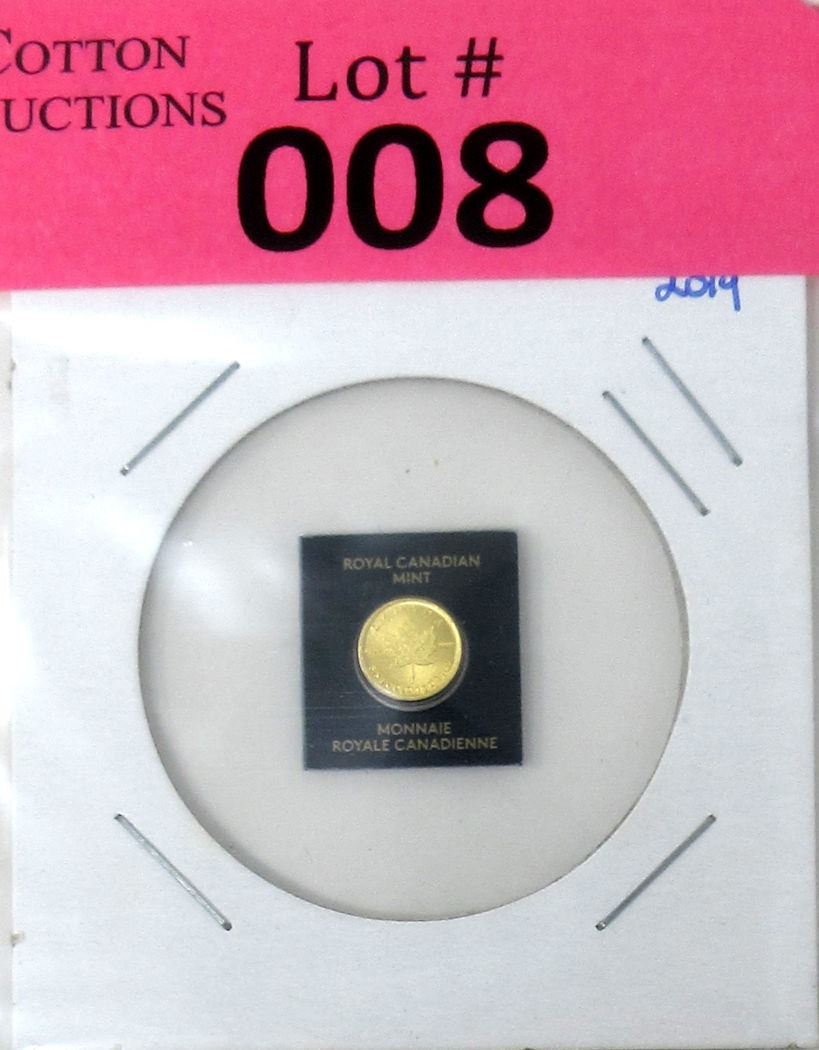 COTTON
UCTIONS
Lot #
008
2019
ROYAL CANADIAN
MINT
MONNAIE
ROYALE CANADIENNE